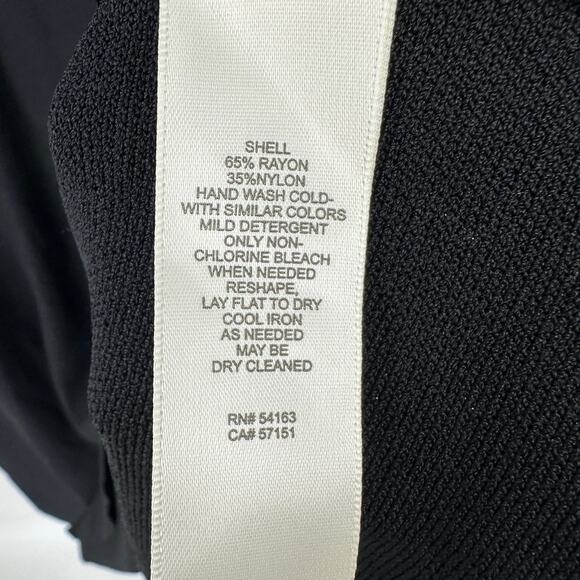 SHELL
65% RAYON
35%NYLON
HAND WASH COLD-
WITH SIMILAR COLORS
MILD DETERGENT
ONLY NON-
CHLORINE BLEACH
WHEN NEEDED
RESHAPE,
LAY FLAT TO DRY
COOL IRON
AS NEEDED
MAY BE
DRY CLEANED
RN# 54163
CA# 57151